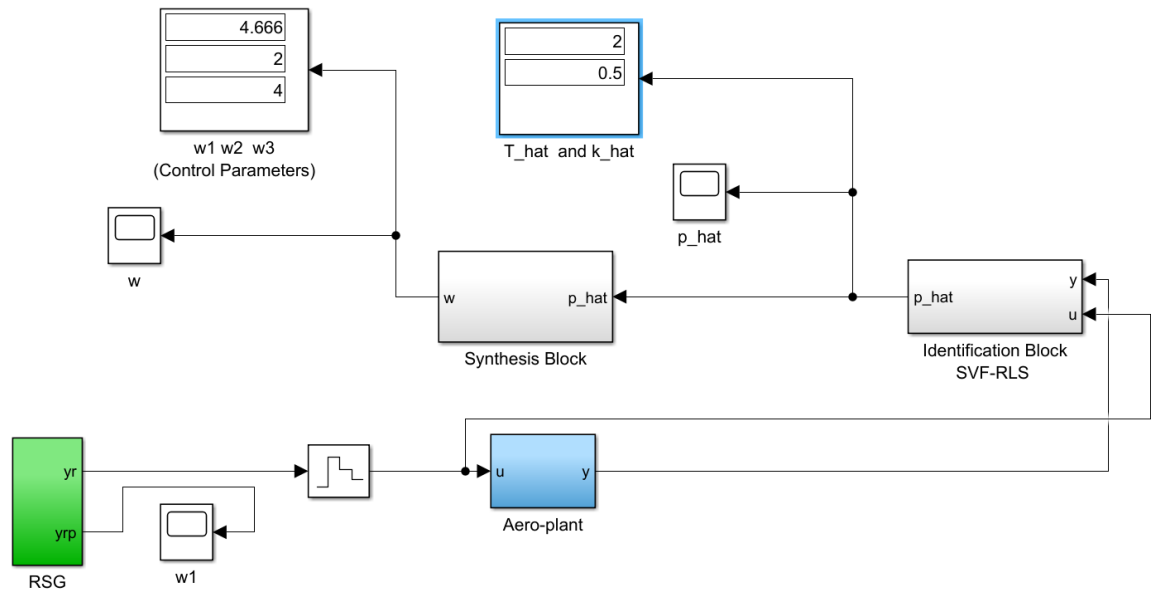 4.666
2
4
w1 w2 w3
(Control Parameters)
2
0.5
T_hat and k_hat
p_hat
w
w
p_hat
Synthesis Block
p_hat
y
u
Identification Block
SVF-RLS
yr
yrp
RSG
w1
u
y
Aero-plant